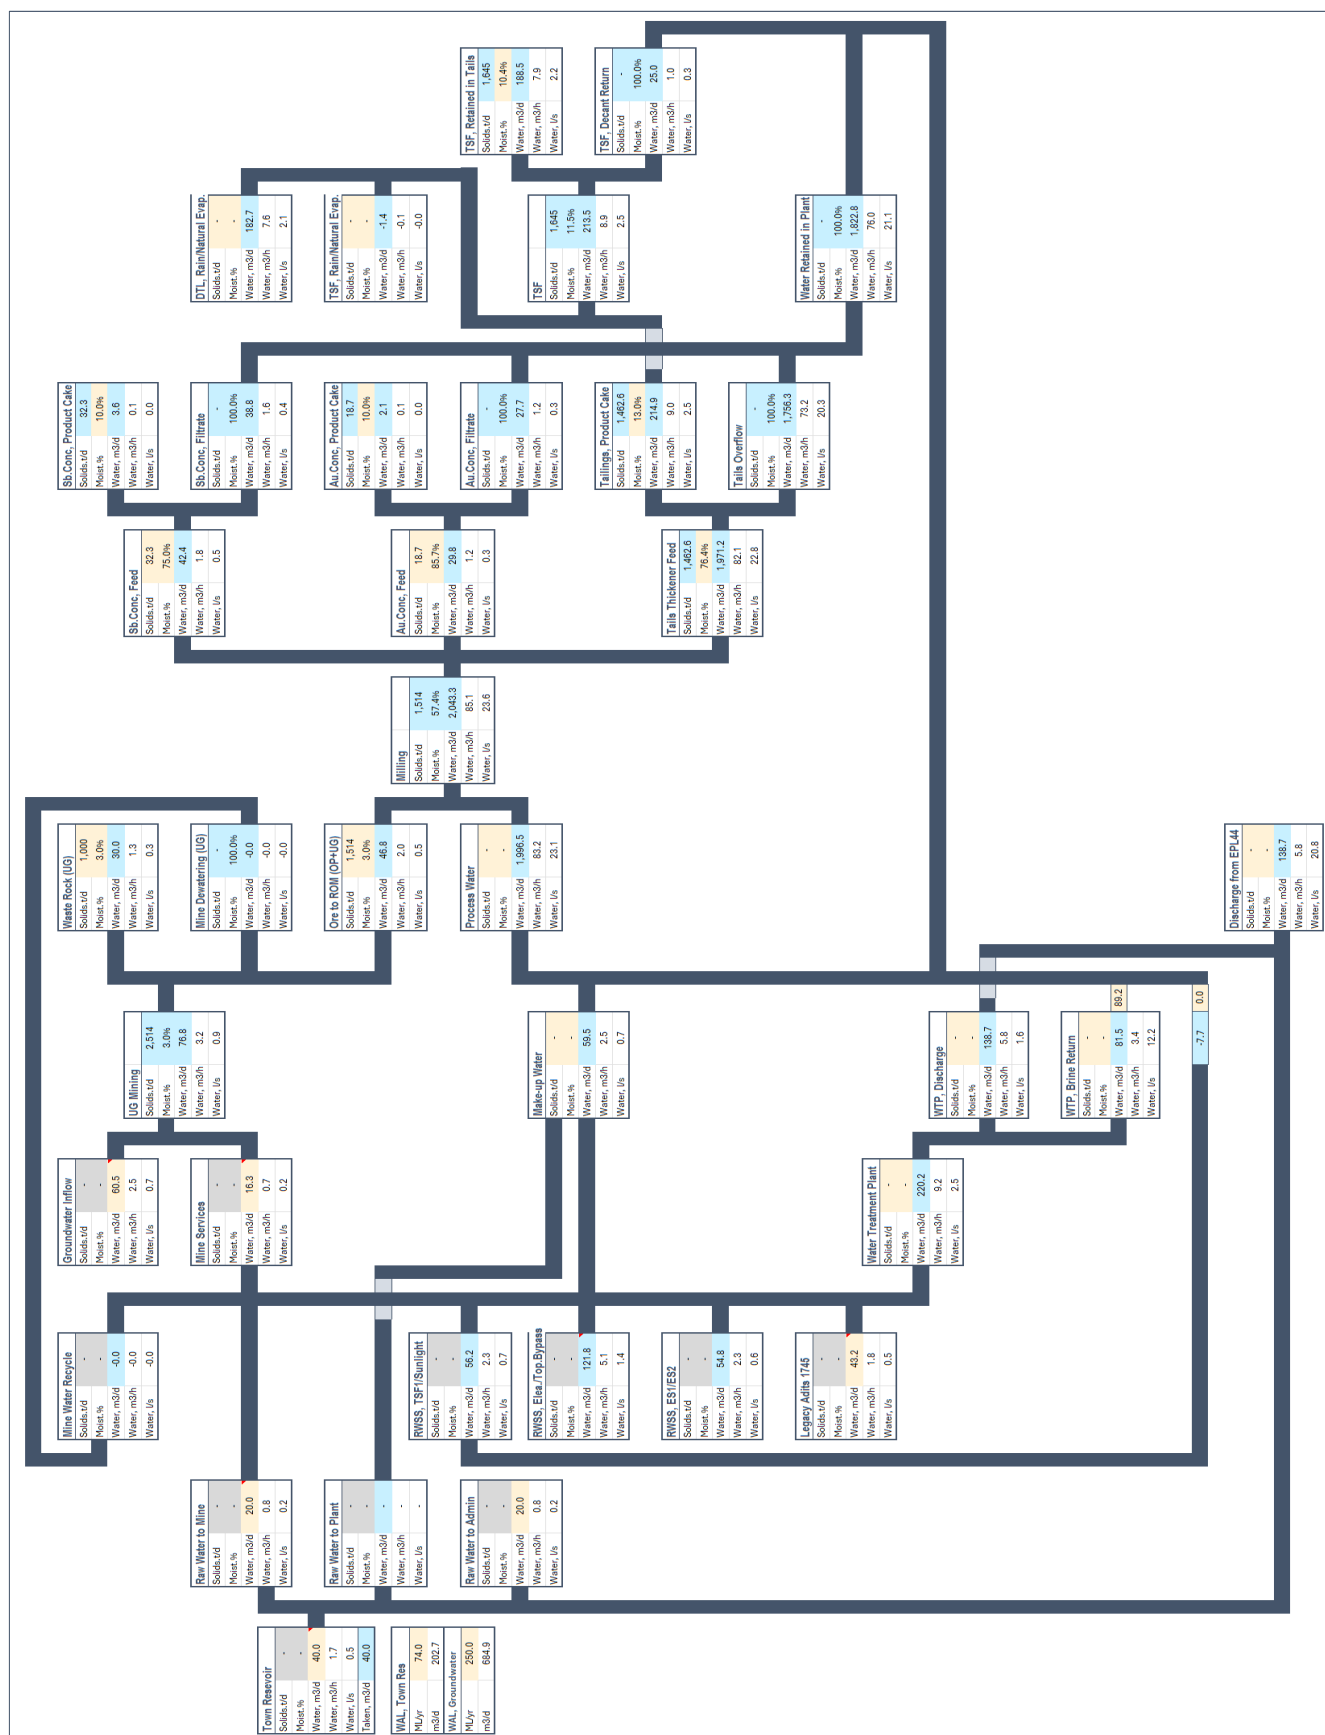 Town Resevoir
Solids.t/d -
Moist.% -
Water, m3/d 40.0
Water, m3/h 1.7
Water, l/s 0.5
Taken, m3/d 40.0
WAL, Town Res
ML/yr 74.0
m3/d 202.7
WAL, Groundwater
ML/yr 250.0
m3/d 684.9
Raw Water to Mine
Solids.t/d -
Moist.% -
Water, m3/d 20.0
Water, m3/h 0.8
Water, l/s 0.2
Raw Water to Plant
Solids.t/d -
Moist.% -
Water, m3/d -
Water, m3/h -
Water, l/s -
Raw Water to Admin
Solids.t/d -
Moist.% -
Water, m3/d 20.0
Water, m3/h 0.8
Water, l/s 0.2
Mine Water Recycle
Solids.t/d -
Moist.% -
Water, m3/d -0.0
Water, m3/h -0.0
Water, l/s -0.0
RWSS, TSF1/Sunlight
Solids.t/d -
Moist.% -
Water, m3/d 56.2
Water, m3/h 2.3
Water, l/s 0.7
RWSS, Elea./Top.Bypass
Solids.t/d -
Moist.% -
Water, m3/d 121.8
Water, m3/h 5.1
Water, l/s 1.4
RWSS, ES1/ES2
Solids.t/d -
Moist.% -
Water, m3/d 54.8
Water, m3/h 2.3
Water, l/s 0.6
Legacy Adits 1745
Solids.t/d -
Moist.% -
Water, m3/d 43.2
Water, m3/h 1.8
Water, l/s 0.5
Groundwater Inflow
Solids.t/d -
Moist.% -
Water, m3/d 60.5
Water, m3/h 2.5
Water, l/s 0.7
Mine Services
Solids.t/d -
Moist.% -
Water, m3/d 16.3
Water, m3/h 0.7
Water, l/s 0.2
Water Treatment Plant
Solids.t/d -
Moist.% -
Water, m3/d 220.2
Water, m3/h 9.2
Water, l/s 2.5
UG Mining
Solids.t/d 2,514
Moist.% 3.0%
Water, m3/d 76.8
Water, m3/h 3.2
Water, l/s 0.9
Make-up Water
Solids.t/d -
Moist.% -
Water, m3/d 59.5
Water, m3/h 2.5
Water, l/s 0.7
WTP, Discharge
Solids.t/d -
Moist.% -
Water, m3/d 138.7
Water, m3/h 5.8
Water, l/s 1.6
WTP, Brine Return
Solids.t/d -
Moist.% -
Water, m3/d 81.5 89.2
Water, m3/h 3.4
Water, l/s 12.2
-7.7 0.0
Waste Rock (UG)
Solids.t/d 1,000
Moist.% 3.0%
Water, m3/d 30.0
Water, m3/h 1.3
Water, l/s 0.3
Mine Dewatering (UG)
Solids.t/d -
Moist.% 100.0%
Water, m3/d -0.0
Water, m3/h -0.0
Water, l/s -0.0
Ore to ROM (OP+UG)
Solids.t/d 1,514
Moist.% 3.0%
Water, m3/d 46.8
Water, m3/h 2.0
Water, l/s 0.5
Process Water
Solids.t/d -
Moist.% -
Water, m3/d 1,996.5
Water, m3/h 83.2
Water, l/s 23.1
Discharge from EPL44
Solids.t/d -
Moist.% -
Water, m3/d 138.7
Water, m3/h 5.8
Water, l/s 20.8
Milling
Solids.t/d 1,514
Moist.% 57.4%
Water, m3/d 2,043.3
Water, m3/h 85.1
Water, l/s 23.6
Sb.Conc, Feed
Solids.t/d 32.3
Moist.% 75.0%
Water, m3/d 42.4
Water, m3/h 1.8
Water, l/s 0.5
Au.Conc, Feed
Solids.t/d 18.7
Moist.% 85.7%
Water, m3/d 29.8
Water, m3/h 1.2
Water, l/s 0.3
Tails Thickener Feed
Solids.t/d 1,462.6
Moist.% 76.4%
Water, m3/d 1,971.2
Water, m3/h 82.1
Water, l/s 22.8
Sb.Conc, Product Cake
Solids.t/d 32.3
Moist.% 10.0%
Water, m3/d 3.6
Water, m3/h 0.1
Water, l/s 0.0
Sb.Conc, Filtrate
Solids.t/d -
Moist.% 100.0%
Water, m3/d 38.8
Water, m3/h 1.6
Water, l/s 0.4
Au.Conc, Product Cake
Solids.t/d 18.7
Moist.% 10.0%
Water, m3/d 2.1
Water, m3/h 0.1
Water, l/s 0.0
Au.Conc, Filtrate
Solids.t/d -
Moist.% 100.0%
Water, m3/d 27.7
Water, m3/h 1.2
Water, l/s 0.3
Tailings, Product Cake
Solids.t/d 1,462.6
Moist.% 13.0%
Water, m3/d 214.9
Water, m3/h 9.0
Water, l/s 2.5
Tails Overflow
Solids.t/d -
Moist.% 100.0%
Water, m3/d 1,756.3
Water, m3/h 73.2
Water, l/s 20.3
DTL, Rain/Natural Evap.
Solids.t/d -
Moist.% -
Water, m3/d 182.7
Water, m3/h 7.6
Water, l/s 2.1
TSF, Rain/Natural Evap.
Solids.t/d -
Moist.% -
Water, m3/d -1.4
Water, m3/h -0.1
Water, l/s -0.0
TSF
Solids.t/d 1,645
Moist.% 11.5%
Water, m3/d 213.5
Water, m3/h 8.9
Water, l/s 2.5
Water Retained in Plant
Solids.t/d -
Moist.% 100.0%
Water, m3/d 1,822.8
Water, m3/h 76.0
Water, l/s 21.1
TSF, Retained in Tails
Solids.t/d 1,645
Moist.% 10.4%
Water, m3/d 188.5
Water, m3/h 7.9
Water, l/s 2.2
TSF, Decant Return
Solids.t/d -
Moist.% 100.0%
Water, m3/d 25.0
Water, m3/h 1.0
Water, l/s 0.3